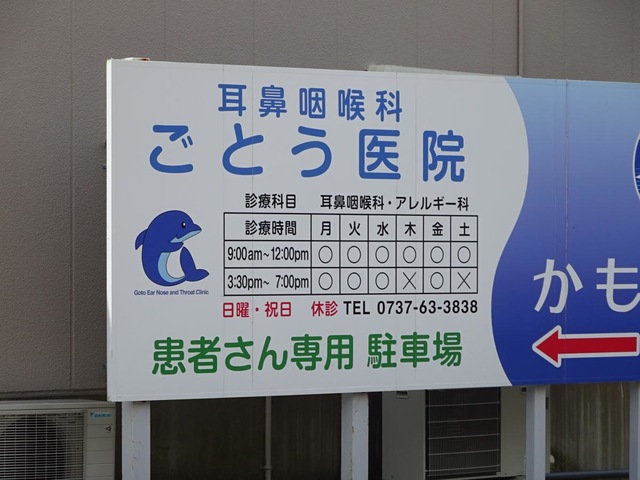 耳鼻咽喉科
ごとう医院
診療科目 耳鼻咽喉科・アレルギー科
診療時間 月 火 水 木 金 土
9:00am~12:00pm ○ ○ ○ ○ ○ ○
3:30pm~ 7:00pm ○ ○ ○ × ○ ×
Goto Ear Nose and Throat Clinic
日曜・祝日 休診 TEL 0737-63-3838
患者さん専用 駐車場
かも